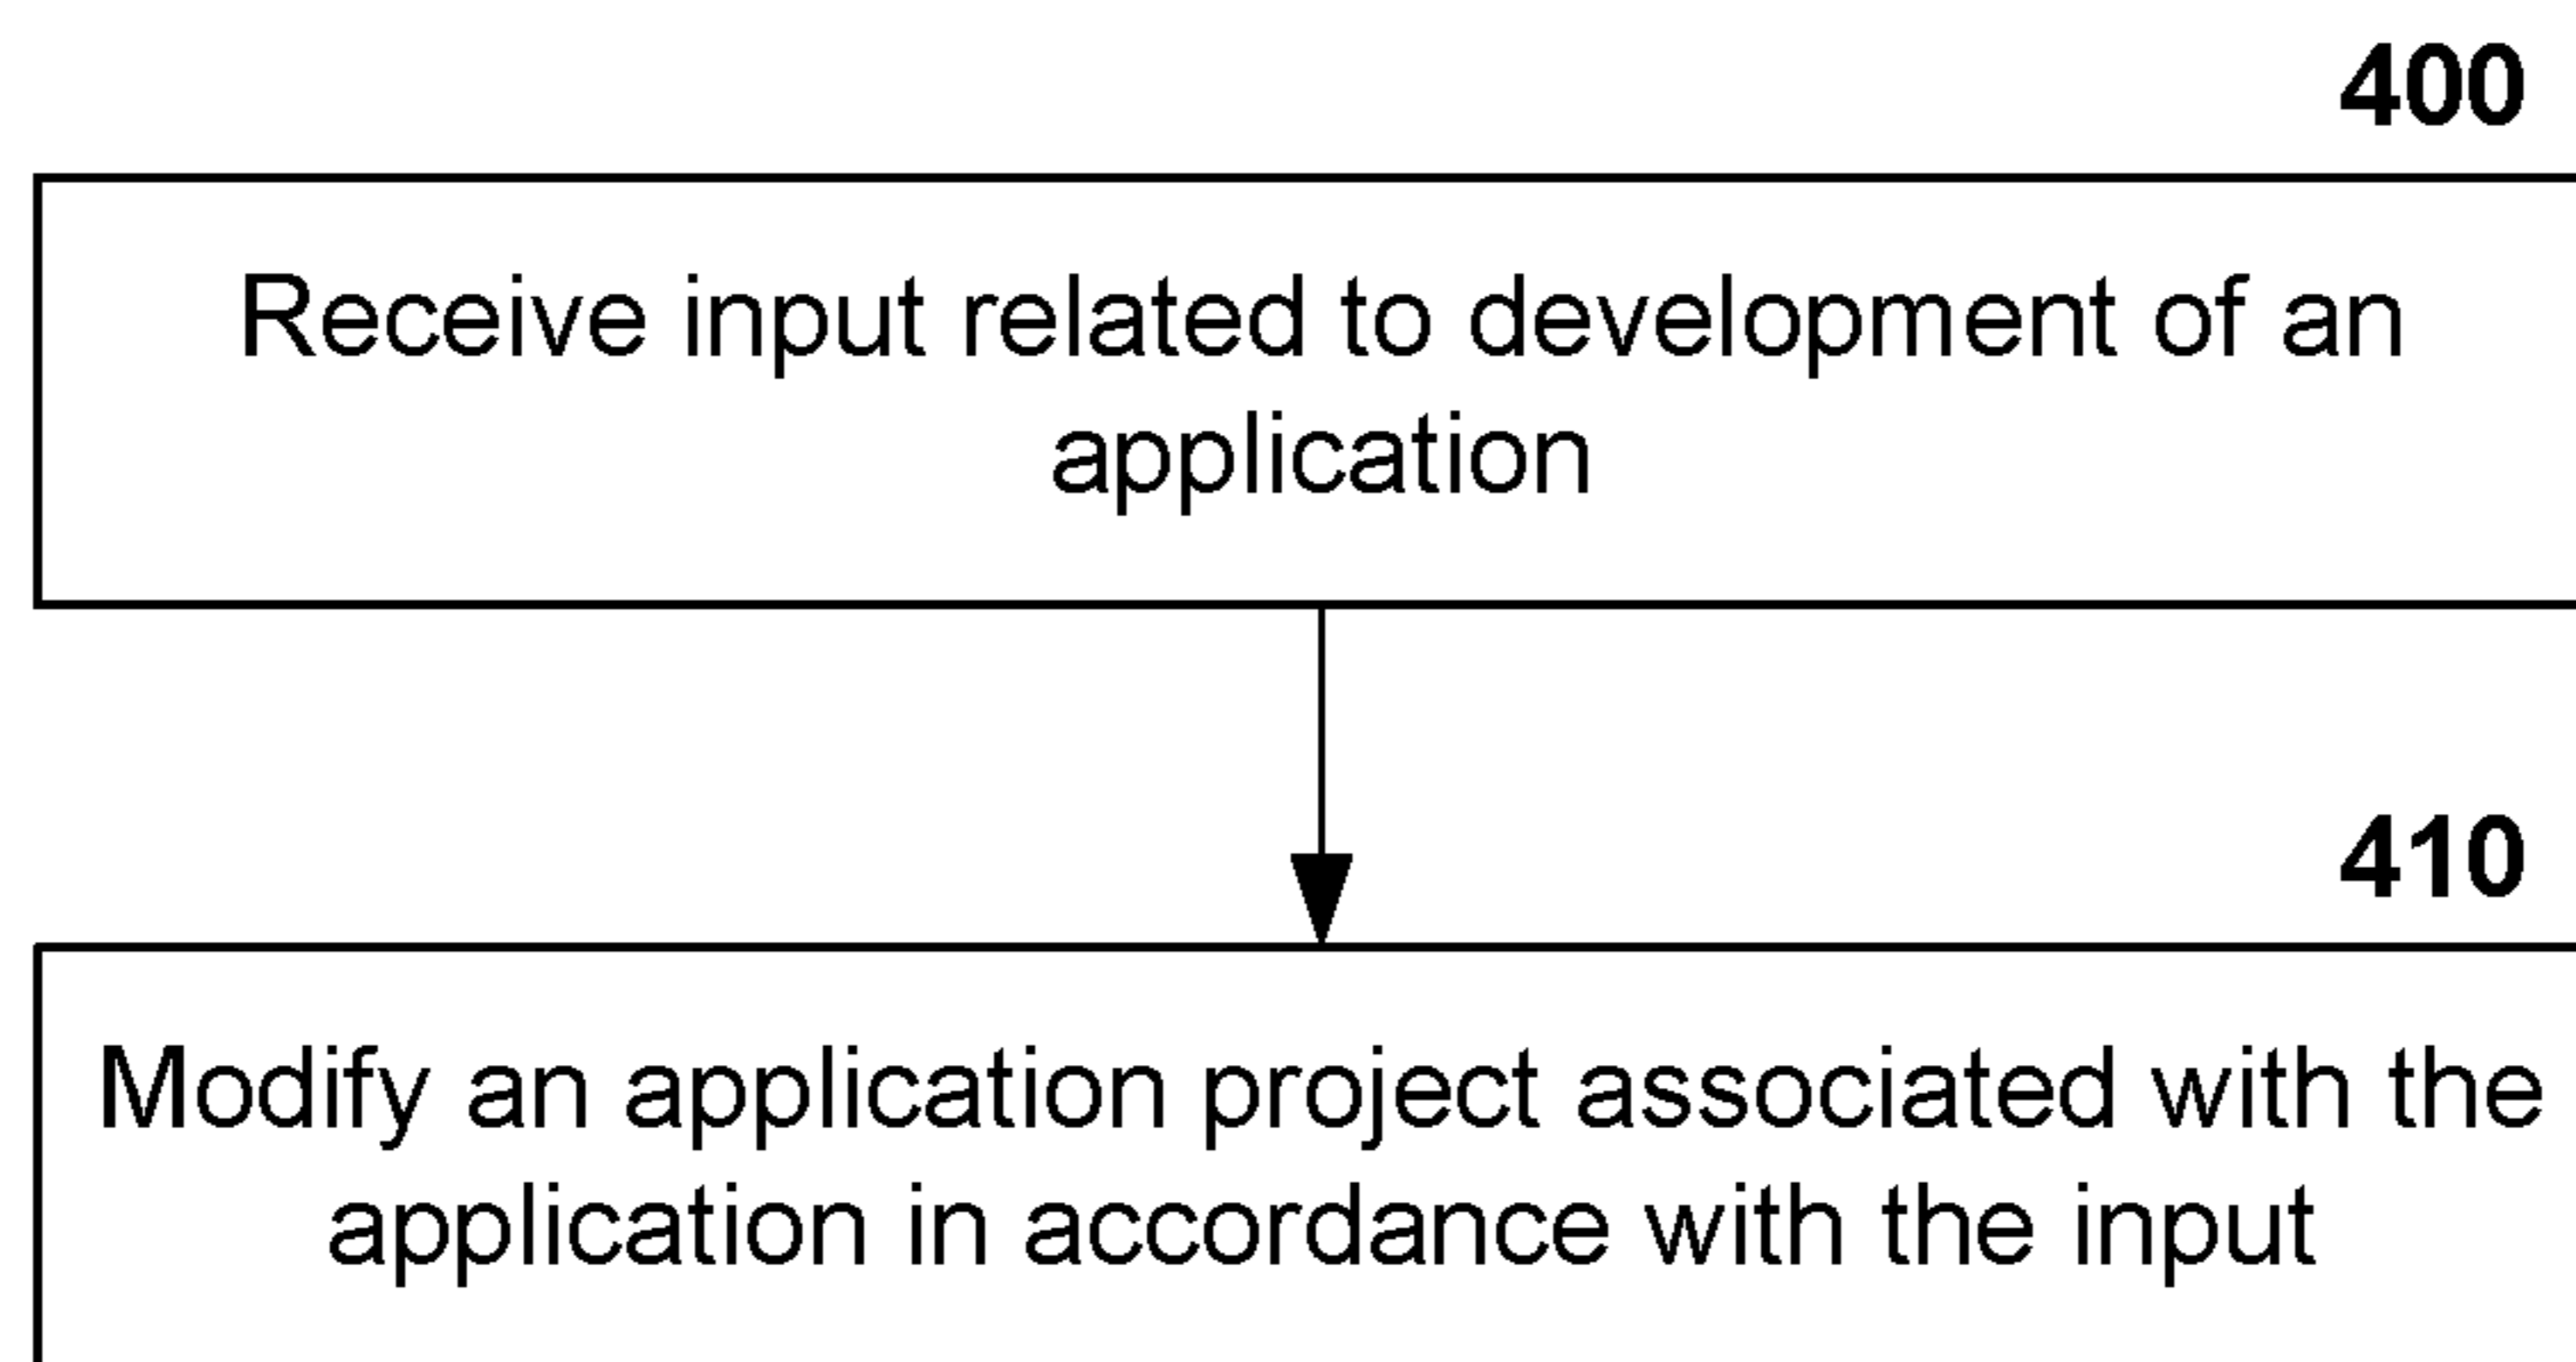 400
Receive input related to development of an
application
410
Modify an application project associated with the
application in accordance with the input